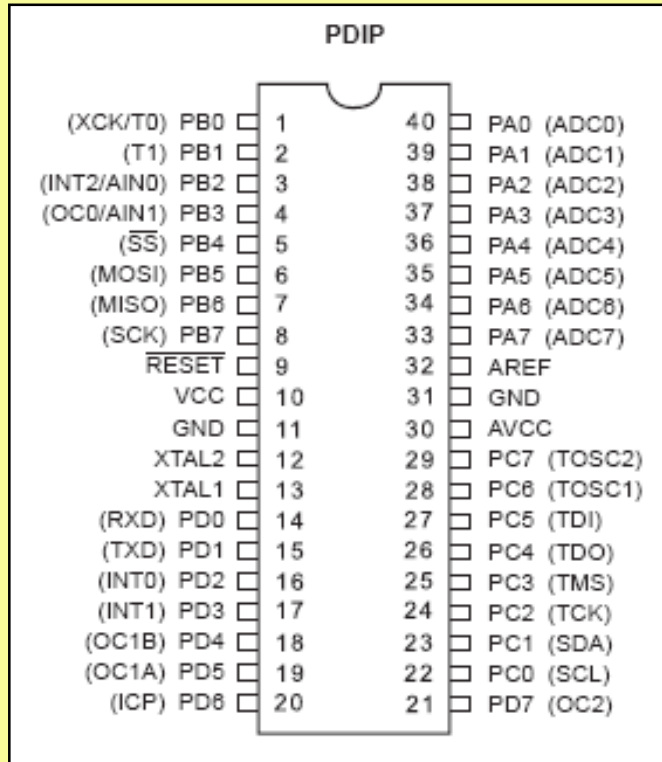 PDIP
(XCK/T0) PB0 1 40 PA0 (ADC0)
(T1) PB1 2 39 PA1 (ADC1)
(INT2/AIN0) PB2 3 38 PA2 (ADC2)
(OC0/AIN1) PB3 4 37 PA3 (ADC3)
(SS) PB4 5 36 PA4 (ADC4)
(MOSI) PB5 6 35 PA5 (ADC5)
(MISO) PB6 7 34 PA6 (ADC6)
(SCK) PB7 8 33 PA7 (ADC7)
RESET 9 32 AREF
VCC 10 31 GND
GND 11 30 AVCC
XTAL2 12 29 PC7 (TOSC2)
XTAL1 13 28 PC6 (TOSC1)
(RXD) PD0 14 27 PC5 (TDI)
(TXD) PD1 15 26 PC4 (TDO)
(INT0) PD2 16 25 PC3 (TMS)
(INT1) PD3 17 24 PC2 (TCK)
(OC1B) PD4 18 23 PC1 (SDA)
(OC1A) PD5 19 22 PC0 (SCL)
(ICP) PD6 20 21 PD7 (OC2)